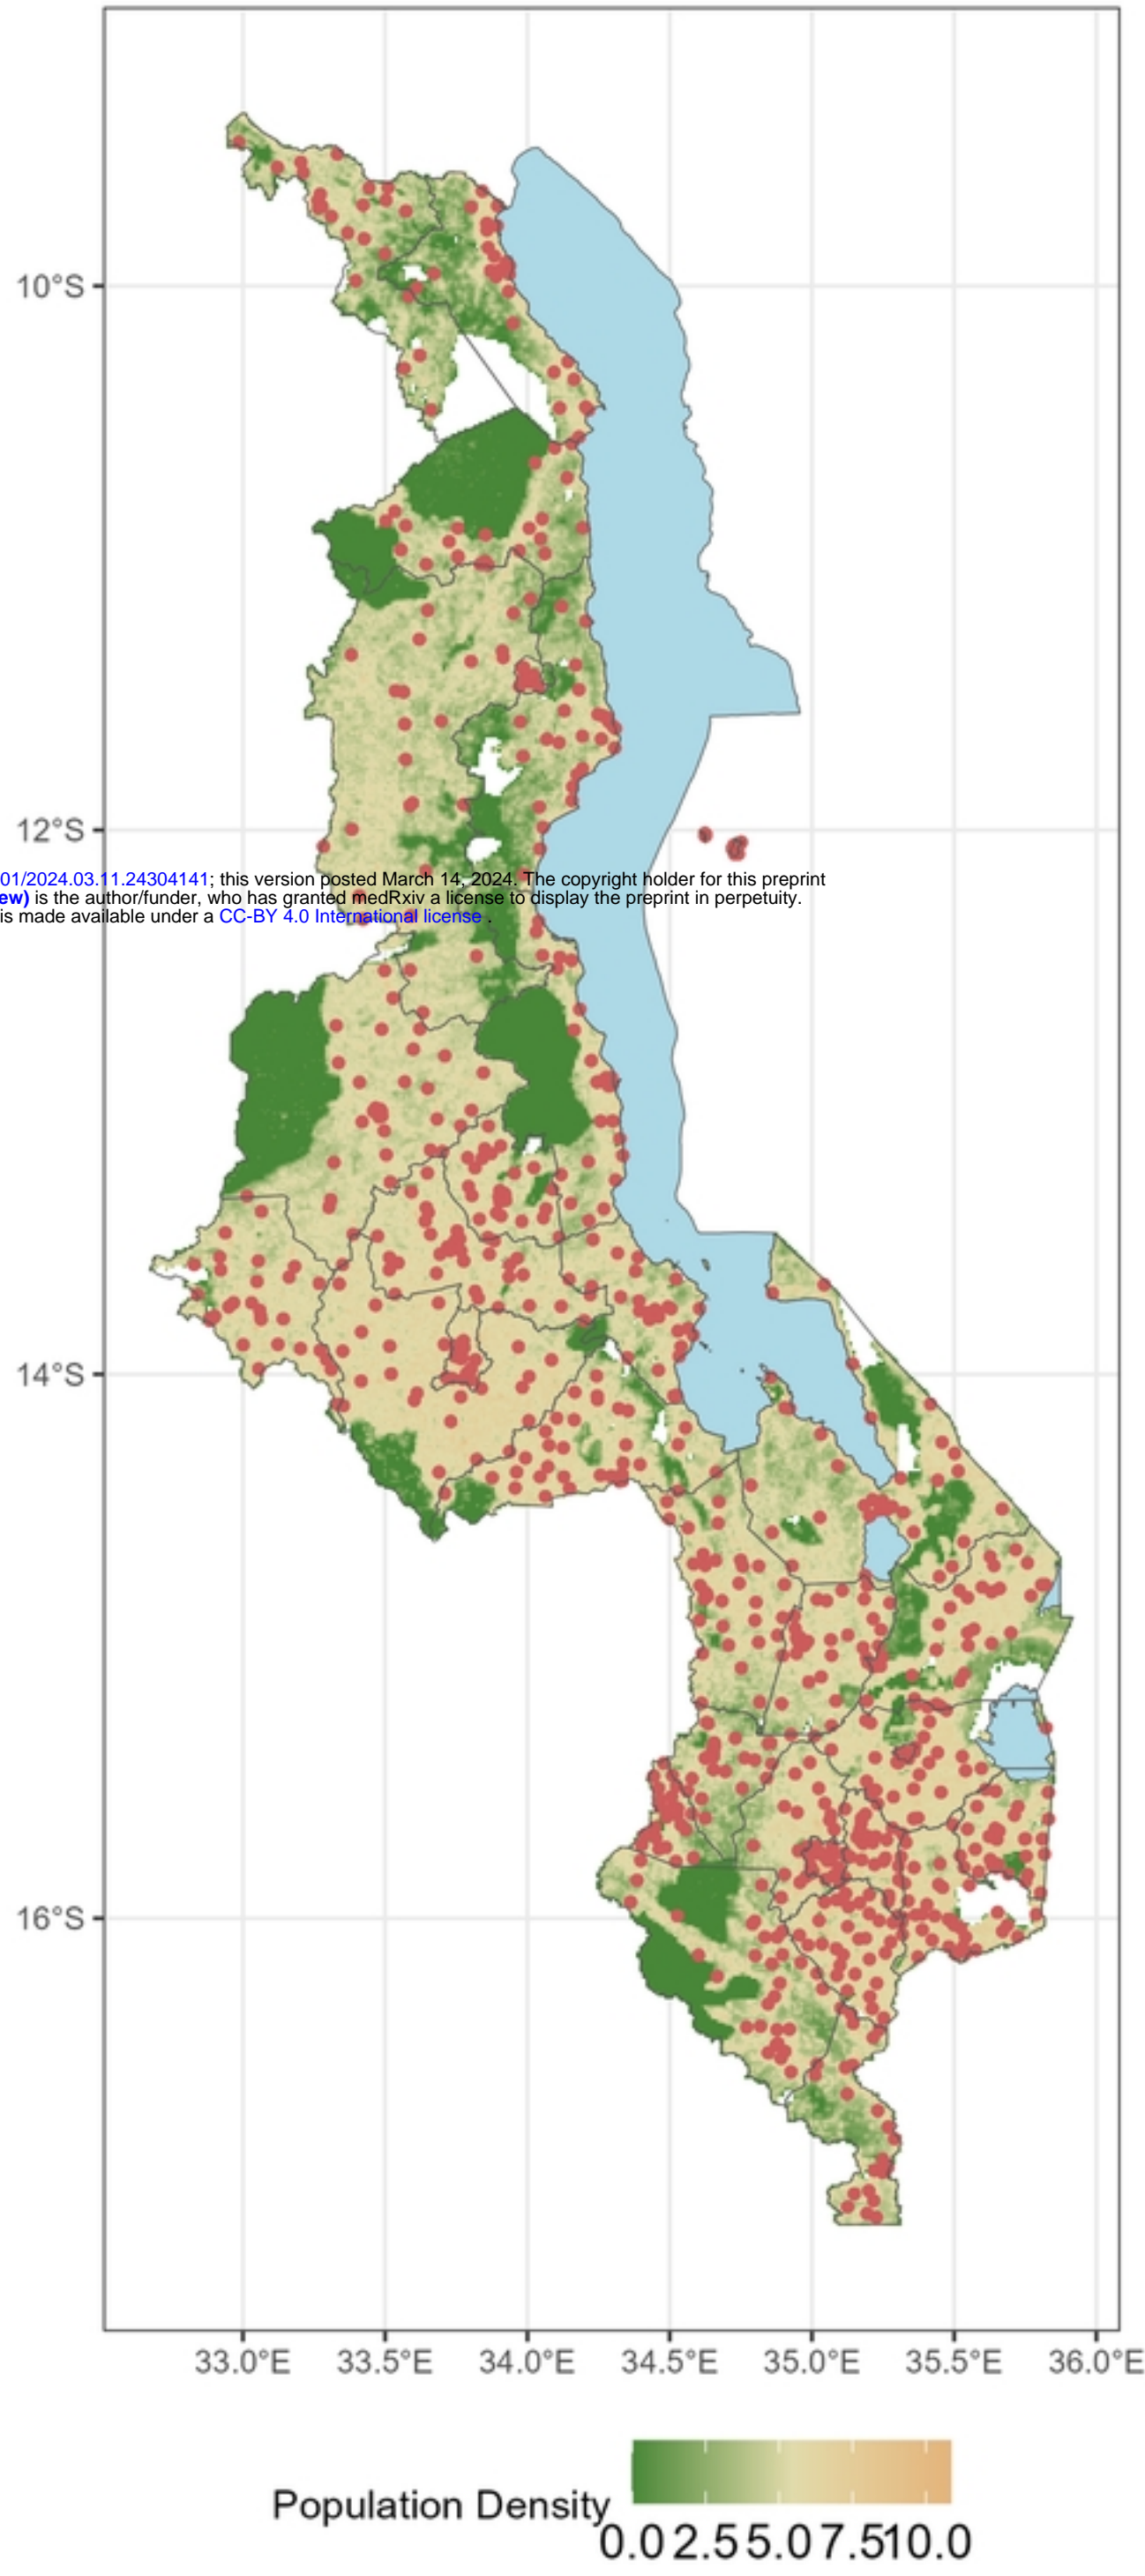 10°S
12°S
01/2024.03.11.24304141; this version posted March 14, 2024. The copyright holder for this preprint
ew) is the author/funder, who has granted medRxiv a license to display the preprint in perpetuity.
is made available under a CC-BY 4.0 International license .
14°S
16°S
33.0°E 33.5°E 34.0°E 34.5°E 35.0°E 35.5°E 36.0°E
Population Density
0.0 2.5 5.0 7.5 10.0